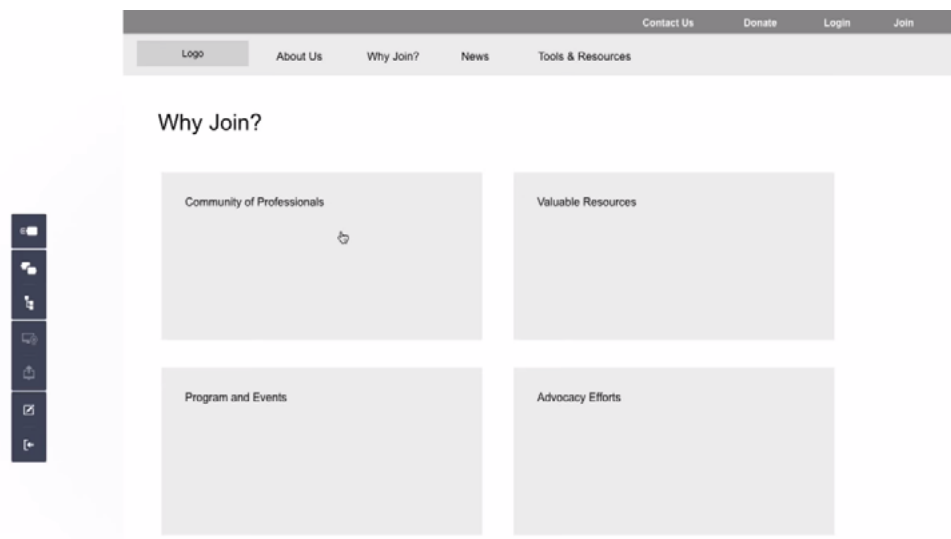 Contact Us Donate Login Join
Logo About Us Why Join? News Tools & Resources
Why Join?
Community of Professionals Valuable Resources
Program and Events Advocacy Efforts